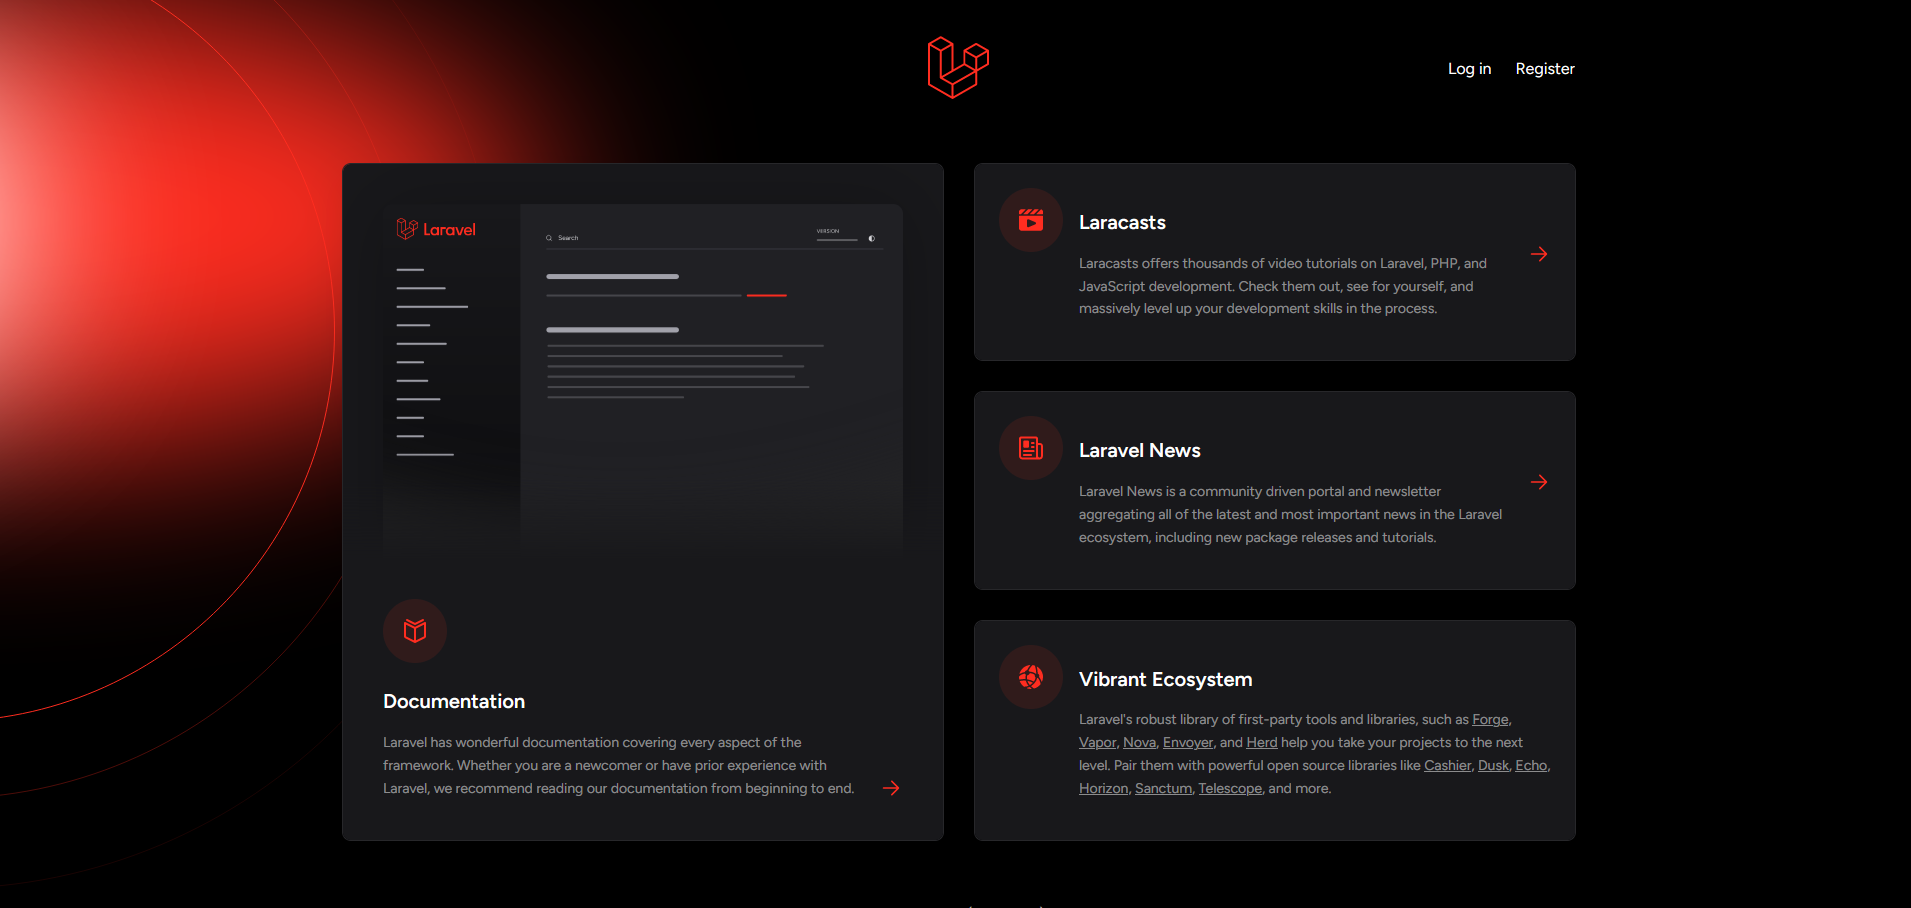 Log in Register
Laravel
Search
VERSION
Documentation
Laravel has wonderful documentation covering every aspect of the
framework. Whether you are a newcomer or have prior experience with
Laravel, we recommend reading our documentation from beginning to end.
Laracasts
Laracasts offers thousands of video tutorials on Laravel, PHP, and
JavaScript development. Check them out, see for yourself, and
massively level up your development skills in the process.
Laravel News
Laravel News is a community driven portal and newsletter
aggregating all of the latest and most important news in the Laravel
ecosystem, including new package releases and tutorials.
Vibrant Ecosystem
Laravel's robust library of first-party tools and libraries, such as Forge,
Vapor, Nova, Envoyer, and Herd help you take your projects to the next
level. Pair them with powerful open source libraries like Cashier, Dusk, Echo,
Horizon, Sanctum, Telescope, and more.